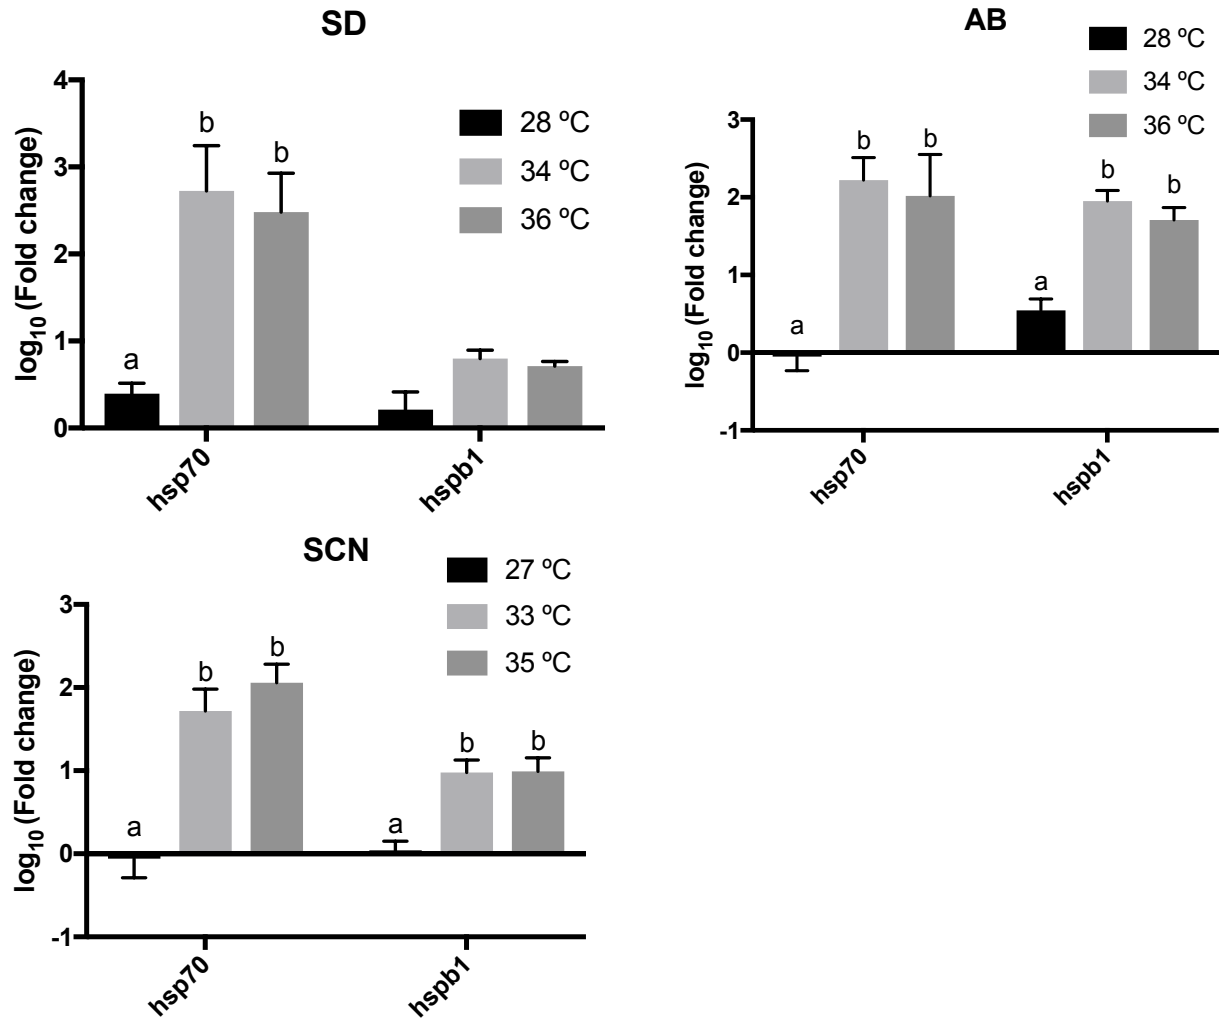 SD
log10 (Fold change)
4
3
2
1
0
a
b
b
28 ºC
34 ºC
36 ºC
hsp70
hspb1
AB
log10 (Fold change)
3
2
1
0
-1
a
b
b
a
b
b
28 ºC
34 ºC
36 ºC
hsp70
hspb1
SCN
log10 (Fold change)
3
2
1
0
-1
a
b
b
a
b
b
27 ºC
33 ºC
35 ºC
hsp70
hspb1